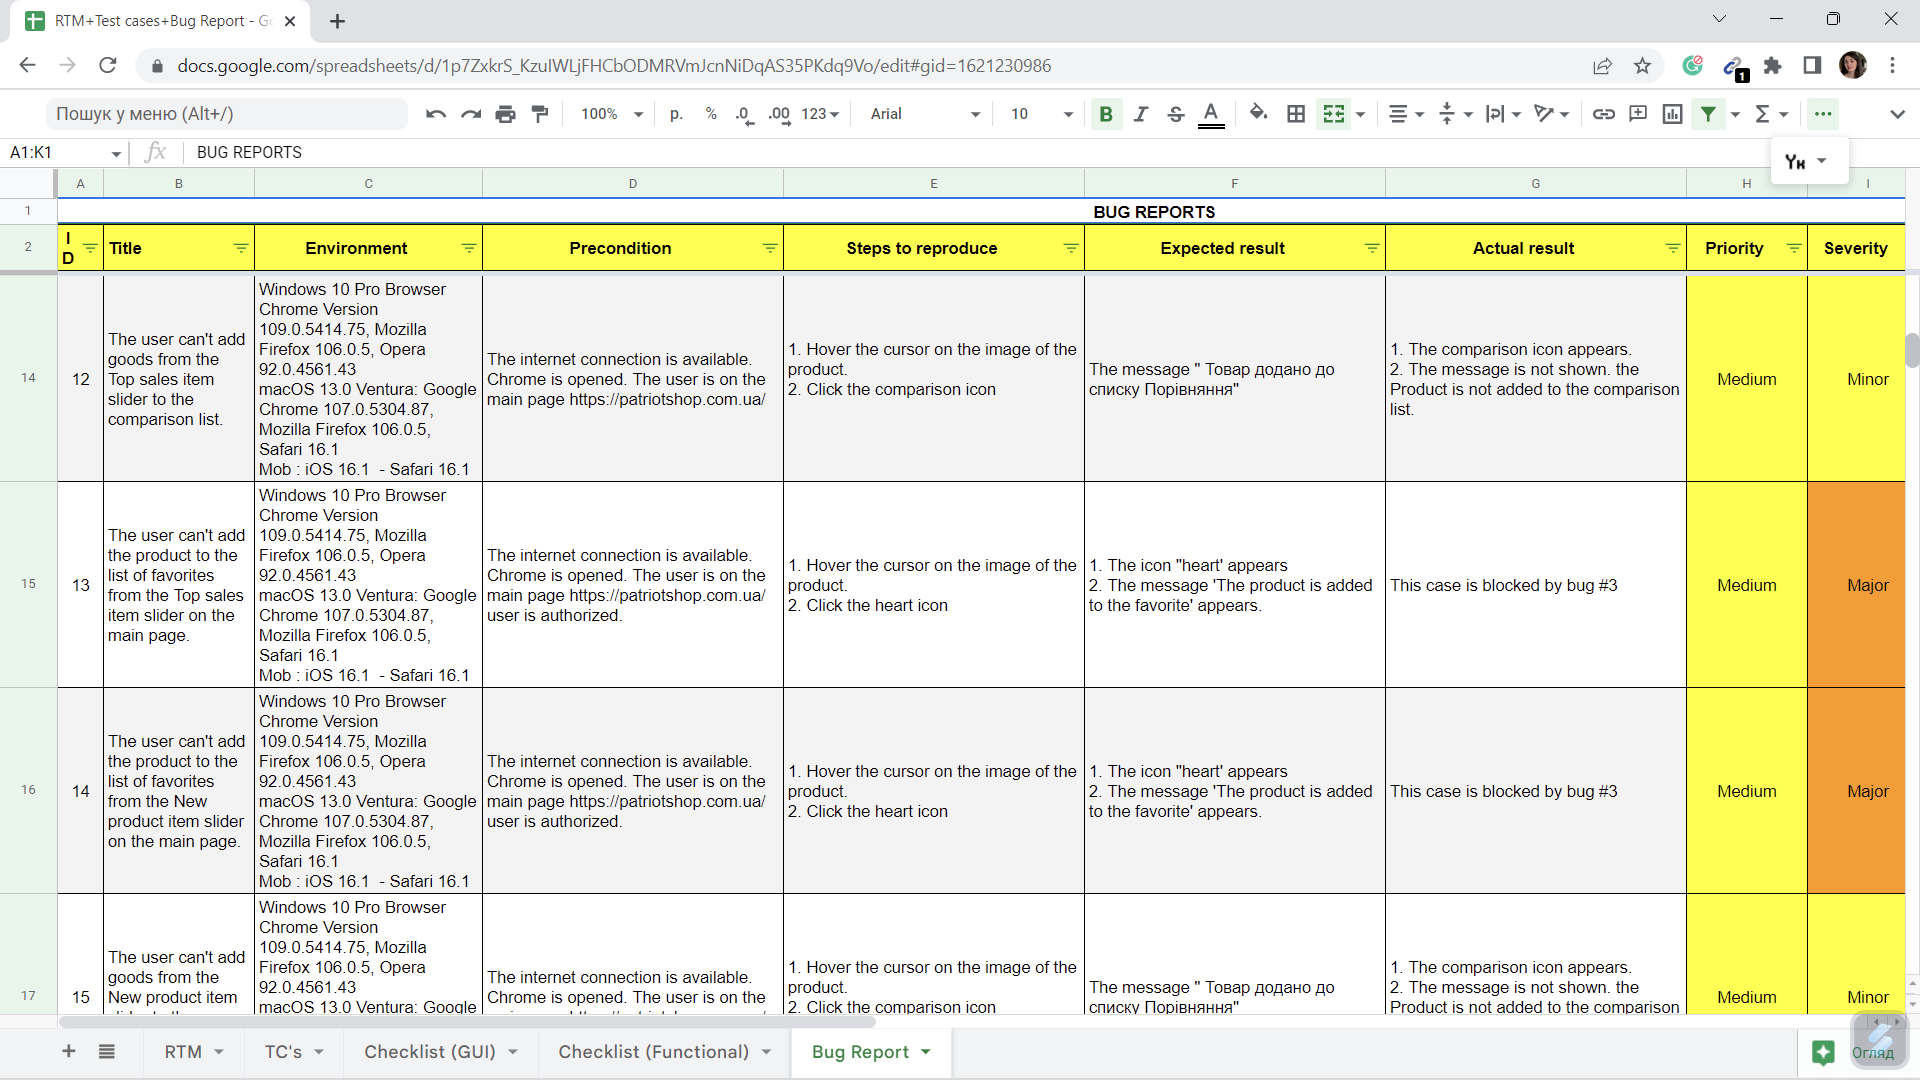 RTM+Test cases+Bug Report - Go
docs.google.com/spreadsheets/d/1p7ZxkrS_KzuIWLjFHCbODMRVmJcnNiDqAS35PKdq9Vo/edit#gid=1621230986
1
Пошук у меню (Alt+/)
100%
р.
%
.0
.00
123
Arial
10
B
I
S
A
Σ
A1:K1
fx
BUG REPORTS
Ук
A
B
C
D
E
F
G
H
I
1
BUG REPORTS
2
I
D
Title
Environment
Precondition
Steps to reproduce
Expected result
Actual result
Priority
Severity
14
12
The user can't add
goods from the
Top sales item
slider to the
comparison list.
Windows 10 Pro Browser
Chrome Version
109.0.5414.75, Mozilla
Firefox 106.0.5, Opera
92.0.4561.43
macOS 13.0 Ventura: Google
Chrome 107.0.5304.87,
Mozilla Firefox 106.0.5,
Safari 16.1
Mob : iOS 16.1 - Safari 16.1
The internet connection is available.
Chrome is opened. The user is on the
main page https://patriotshop.com.ua/
1. Hover the cursor on the image of the
product.
2. Click the comparison icon
The message " Товар додано до
списку Порівняння"
1. The comparison icon appears.
2. The message is not shown. the
Product is not added to the comparison
list.
Medium
Minor
15
13
The user can't add
the product to the
list of favorites
from the Top sales
item slider on the
main page.
Windows 10 Pro Browser
Chrome Version
109.0.5414.75, Mozilla
Firefox 106.0.5, Opera
92.0.4561.43
macOS 13.0 Ventura: Google
Chrome 107.0.5304.87,
Mozilla Firefox 106.0.5,
Safari 16.1
Mob : iOS 16.1 - Safari 16.1
The internet connection is available.
Chrome is opened. The user is on the
main page https://patriotshop.com.ua/
user is authorized.
1. Hover the cursor on the image of the
product.
2. Click the heart icon
1. The icon "heart' appears
2. The message 'The product is added
to the favorite' appears.
This case is blocked by bug #3
Medium
Major
16
14
The user can't add
the product to the
list of favorites
from the New
product item slider
on the main page.
Windows 10 Pro Browser
Chrome Version
109.0.5414.75, Mozilla
Firefox 106.0.5, Opera
92.0.4561.43
macOS 13.0 Ventura: Google
Chrome 107.0.5304.87,
Mozilla Firefox 106.0.5,
Safari 16.1
Mob : iOS 16.1 - Safari 16.1
The internet connection is available.
Chrome is opened. The user is on the
main page https://patriotshop.com.ua/
user is authorized.
1. Hover the cursor on the image of the
product.
2. Click the heart icon
1. The icon "heart' appears
2. The message 'The product is added
to the favorite' appears.
This case is blocked by bug #3
Medium
Major
17
15
The user can't add
goods from the
New product item
Windows 10 Pro Browser
Chrome Version
109.0.5414.75, Mozilla
Firefox 106.0.5, Opera
92.0.4561.43
macOS 13.0 Ventura: Google
The internet connection is available.
Chrome is opened. The user is on the
1. Hover the cursor on the image of the
product.
2. Click the comparison icon
The message " Товар додано до
списку Порівняння"
1. The comparison icon appears.
2. The message is not shown. the
Product is not added to the comparison
Medium
Minor
RTM
TC's
Checklist (GUI)
Checklist (Functional)
Bug Report
Огляд